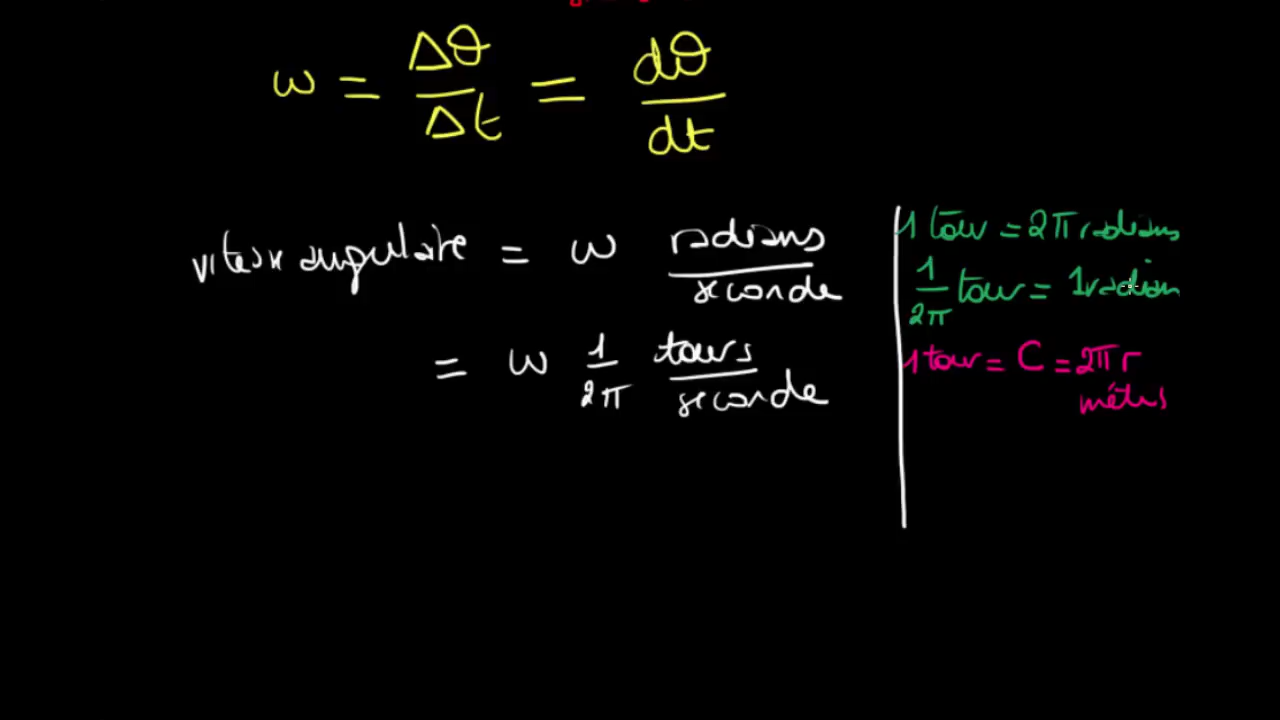 ω = Δθ/Δt = dθ/dt
vitesse angulaire = ω radians/seconde
= ω 1/2π tours/seconde
1 tour = 2π radians
1/2π tour = 1 radian
1 tour = C = 2πr
mètres